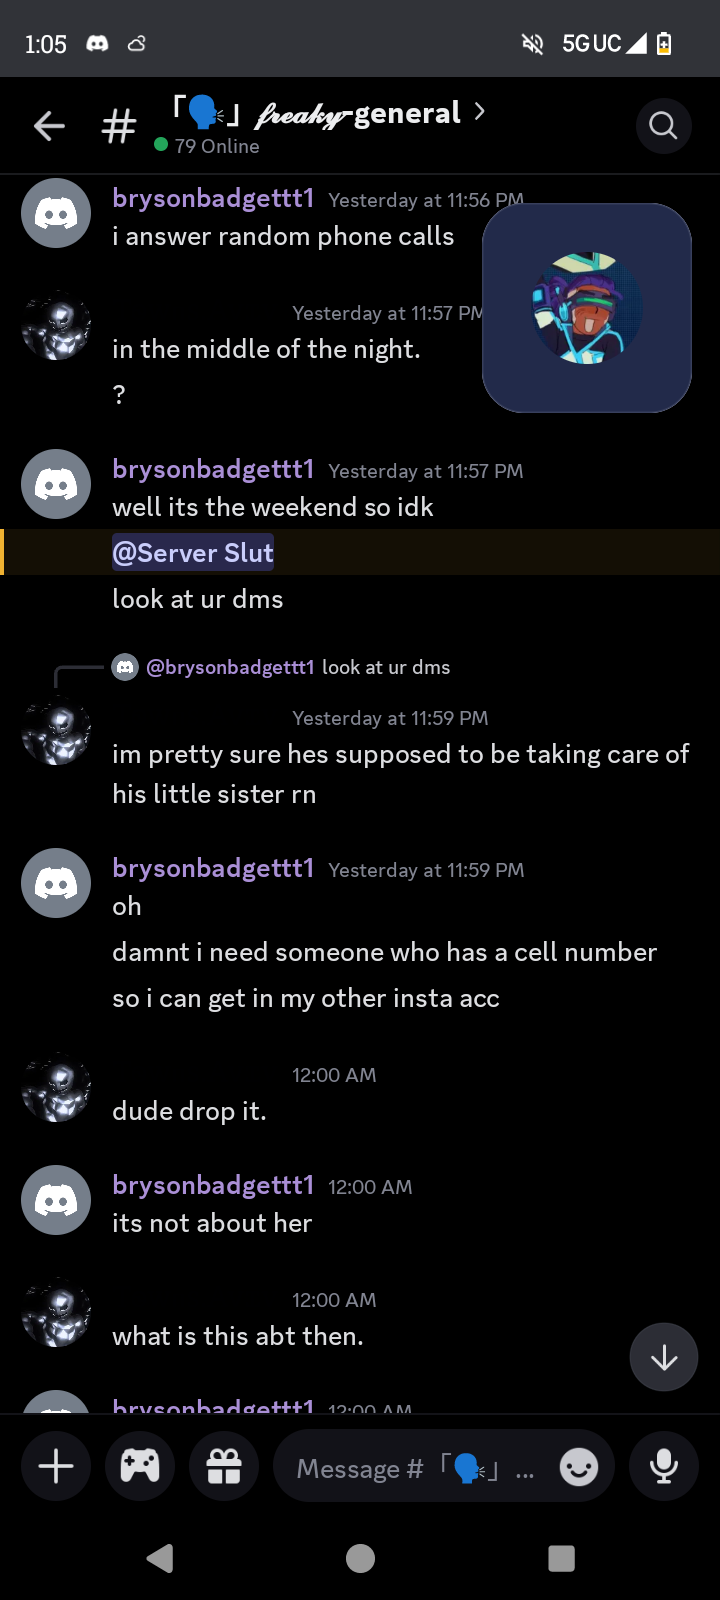 1:05 5G UC
「🗣️」 𝒻𝓇𝑒𝒶𝓀𝓎-general
79 Online
brysonbadgettt1 Yesterday at 11:56 PM
i answer random phone calls
Yesterday at 11:57 PM
in the middle of the night.
?
brysonbadgettt1 Yesterday at 11:57 PM
well its the weekend so idk
@Server Slut
look at ur dms
@brysonbadgettt1 look at ur dms
Yesterday at 11:59 PM
im pretty sure hes supposed to be taking care of
his little sister rn
brysonbadgettt1 Yesterday at 11:59 PM
oh
damnt i need someone who has a cell number
so i can get in my other insta acc
12:00 AM
dude drop it.
brysonbadgettt1 12:00 AM
its not about her
12:00 AM
what is this abt then.
brysonbadgettt1 12:00 AM
Message #「🗣️」 ...